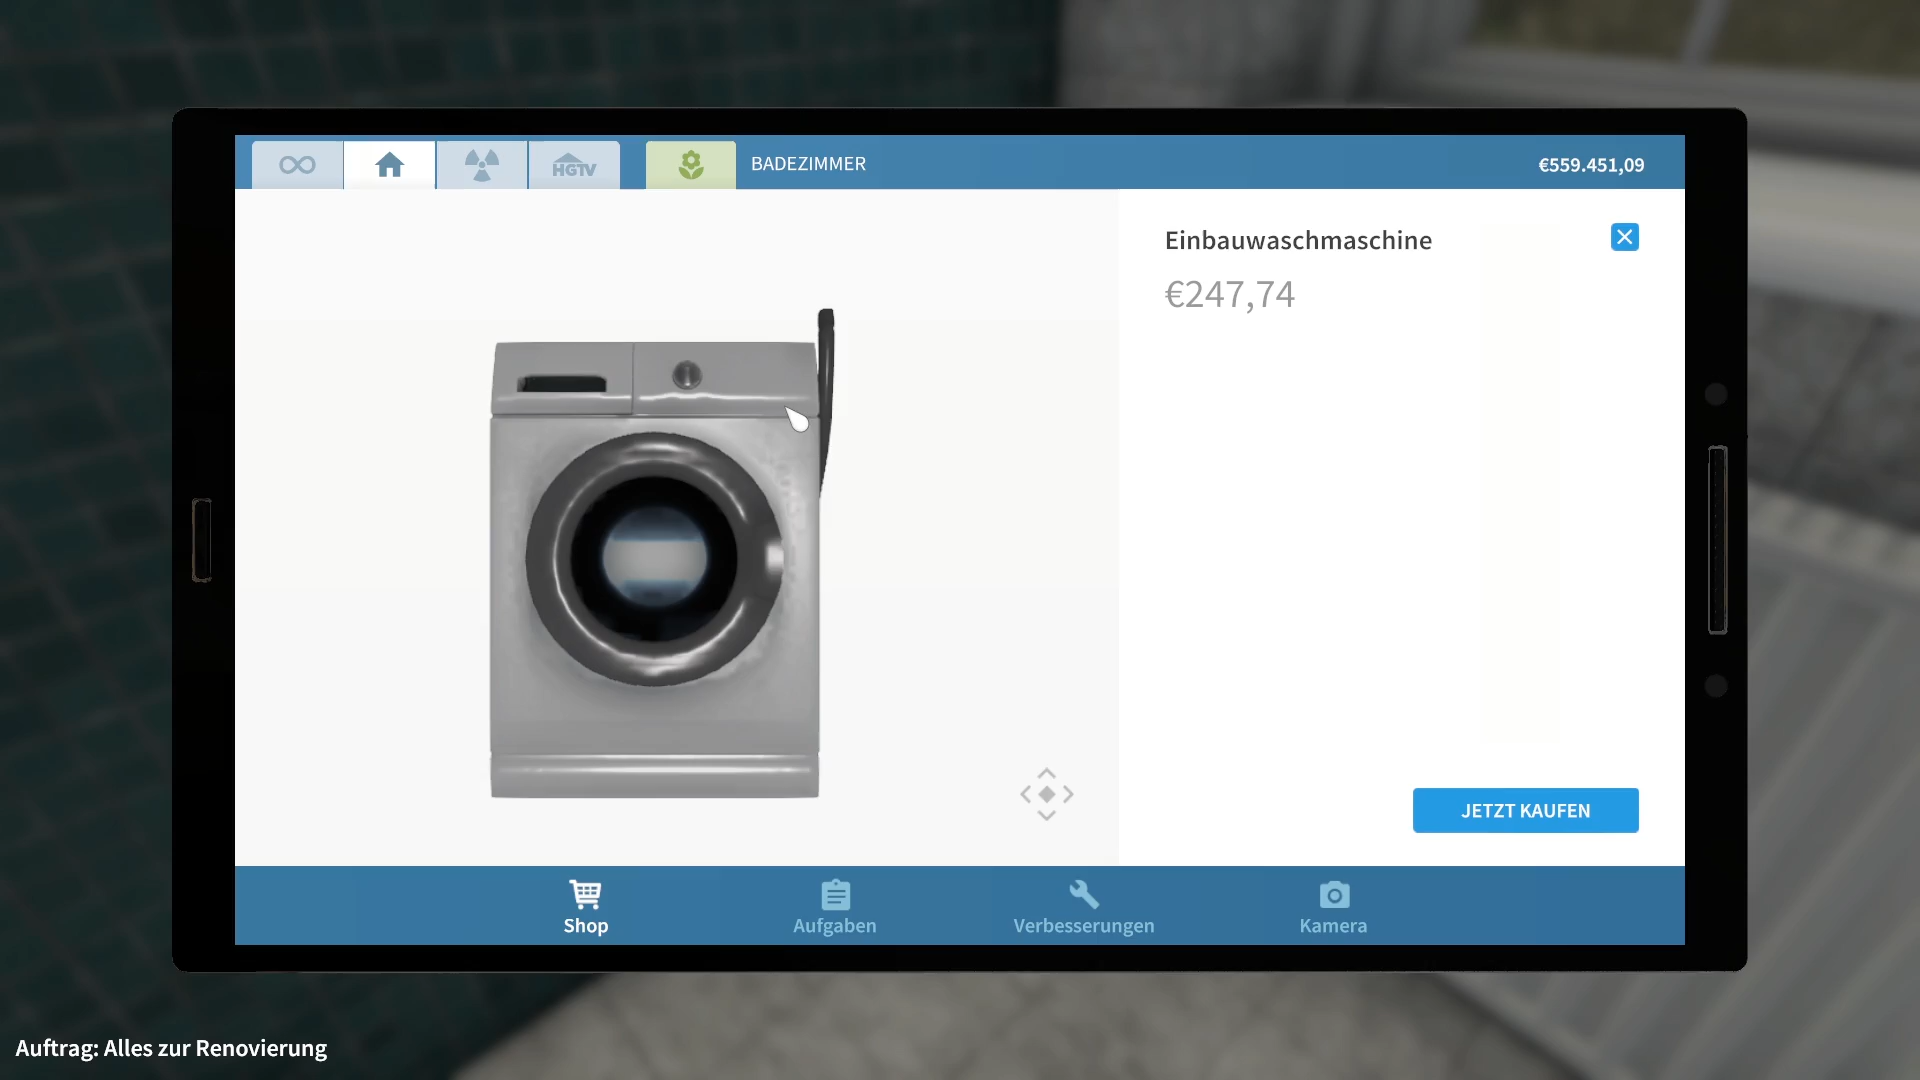 HGTV
BADEZIMMER
€559.451,09
Einbauwaschmaschine
€247,74
JETZT KAUFEN
Shop
Aufgaben
Verbesserungen
Kamera
Auftrag: Alles zur Renovierung